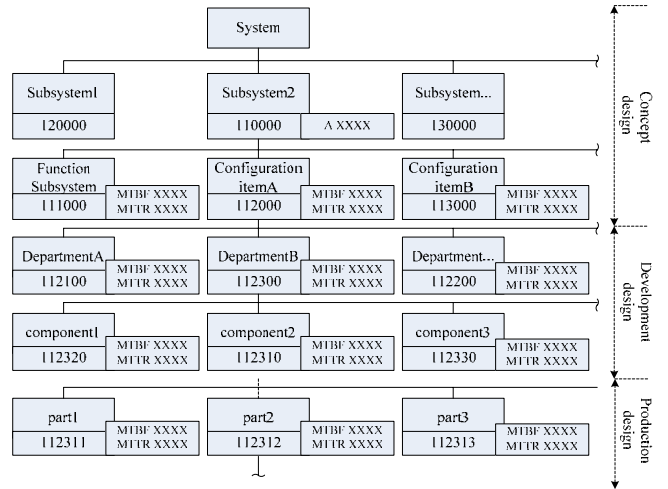 System
Subsystem1
Subsystem2
Subsystem...
120000
110000
A XXXX
130000
Concept
design
Function
Subsystem
Configuration
itemA
Configuration
itemB
111000
MTBF XXXX
MTTR XXXX
112000
MTBF XXXX
MTTR XXXX
113000
MTBF XXXX
MTTR XXXX
DepartmentA
DepartmentB
Department...
112100
MTBF XXXX
MTTR XXXX
112300
MTBF XXXX
MTTR XXXX
112200
MTBF XXXX
MTTR XXXX
Development
design
component1
component2
component3
112320
MTBF XXXX
MTTR XXXX
112310
MTBF XXXX
MTTR XXXX
112330
MTBF XXXX
MTTR XXXX
part1
part2
part3
112311
MTBF XXXX
MTTR XXXX
112312
MTBF XXXX
MTTR XXXX
112313
MTBF XXXX
MTTR XXXX
Production
design